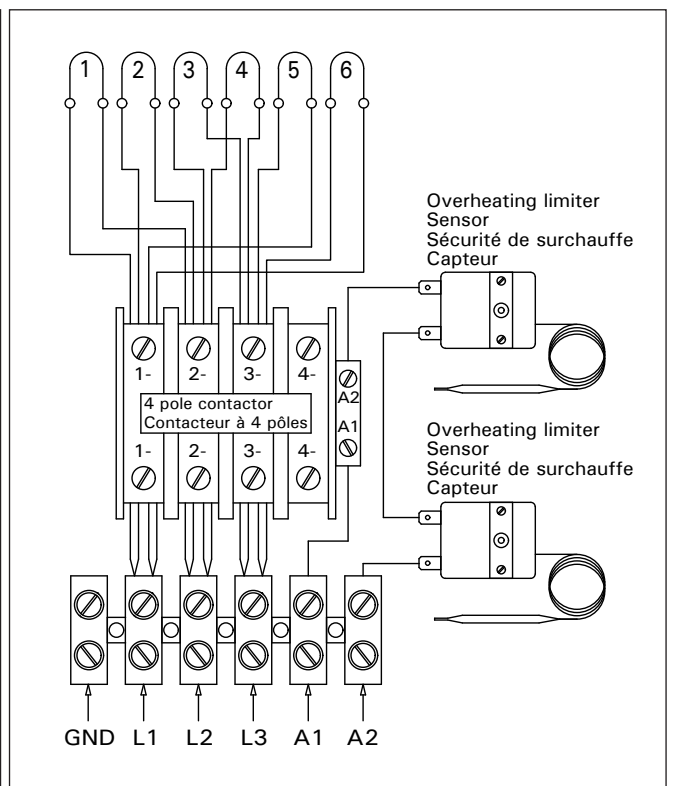 1 2 3 4 5 6
Overheating limiter
Sensor
Sécurité de surchauffe
Capteur
1- 2- 3- 4-
A2
4 pole contactor
Contacteur à 4 pôles
A1
1- 2- 3- 4-
Overheating limiter
Sensor
Sécurité de surchauffe
Capteur
GND L1 L2 L3 A1 A2